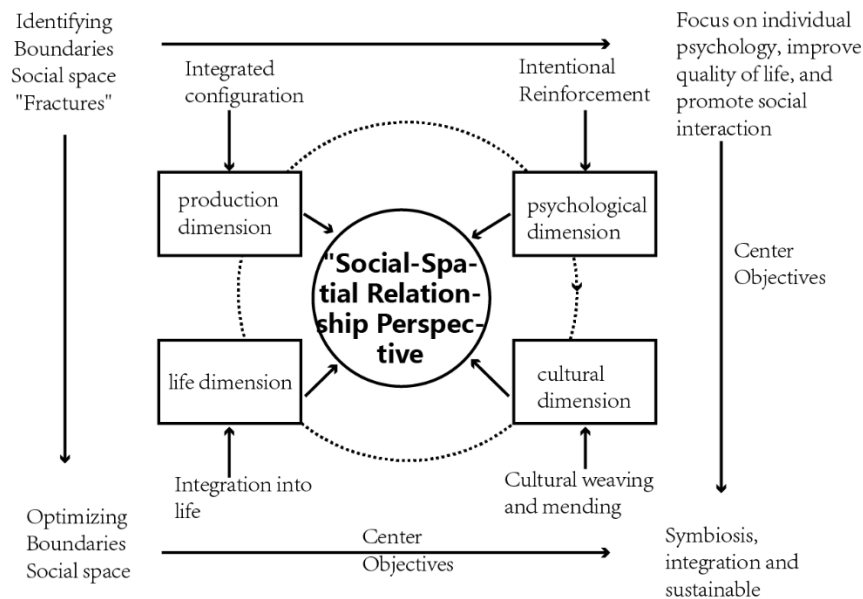 Identifying
Boundaries
Social space
"Fractures"
Focus on individual
psychology, improve
quality of life, and
promote social
interaction
Integrated
configuration
Intentional
Reinforcement
production
dimension
psychological
dimension
"Social-Spa-
tial Relation-
ship Perspec-
tive
Center
Objectives
life dimension
cultural
dimension
Integration into
life
Cultural weaving
and mending
Optimizing
Boundaries
Social space
Center
Objectives
Symbiosis,
integration and
sustainable